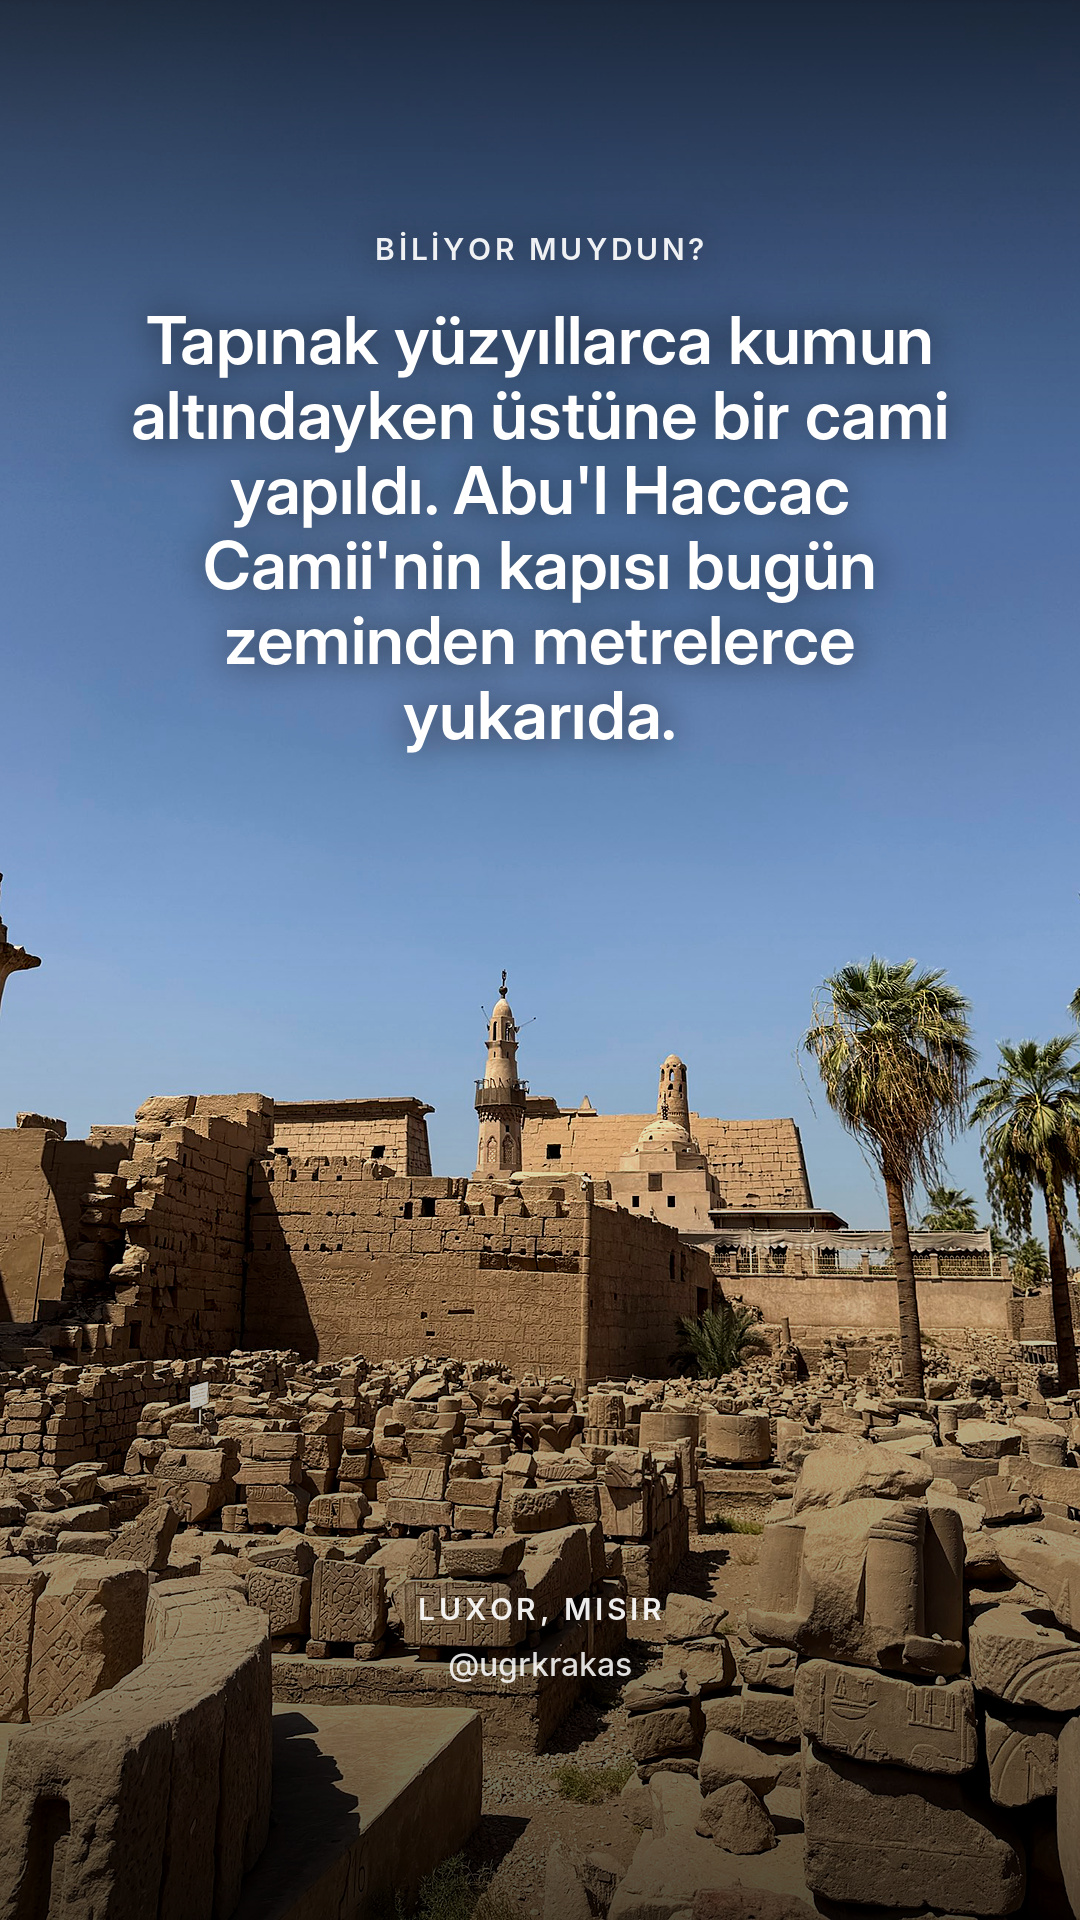 BİLİYOR MUYDUN?
Tapınak yüzyıllarca kumun
altındayken üstüne bir cami
yapıldı. Abu'l Haccac
Camii'nin kapısı bugün
zeminden metrelerce
yukarıda.
LUXOR, MISIR
@ugrkrakas